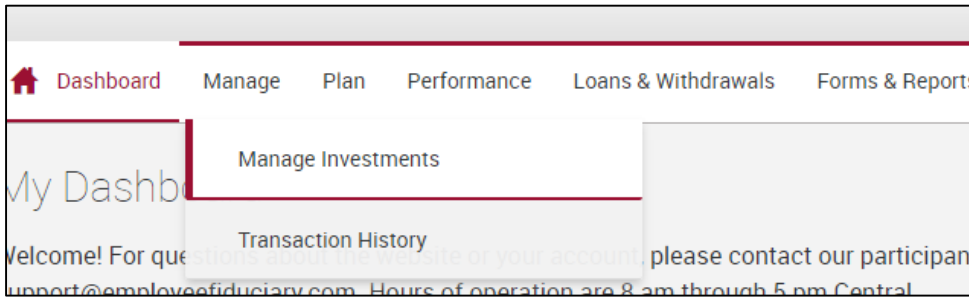 Dashboard Manage Plan Performance Loans & Withdrawals Forms & Reports
Manage Investments
My Dashb
Transaction History
Welcome! For questions about the website or your account, please contact our participan
support@employeefiduciary.com. Hours of operation are 8 am through 5 pm Central